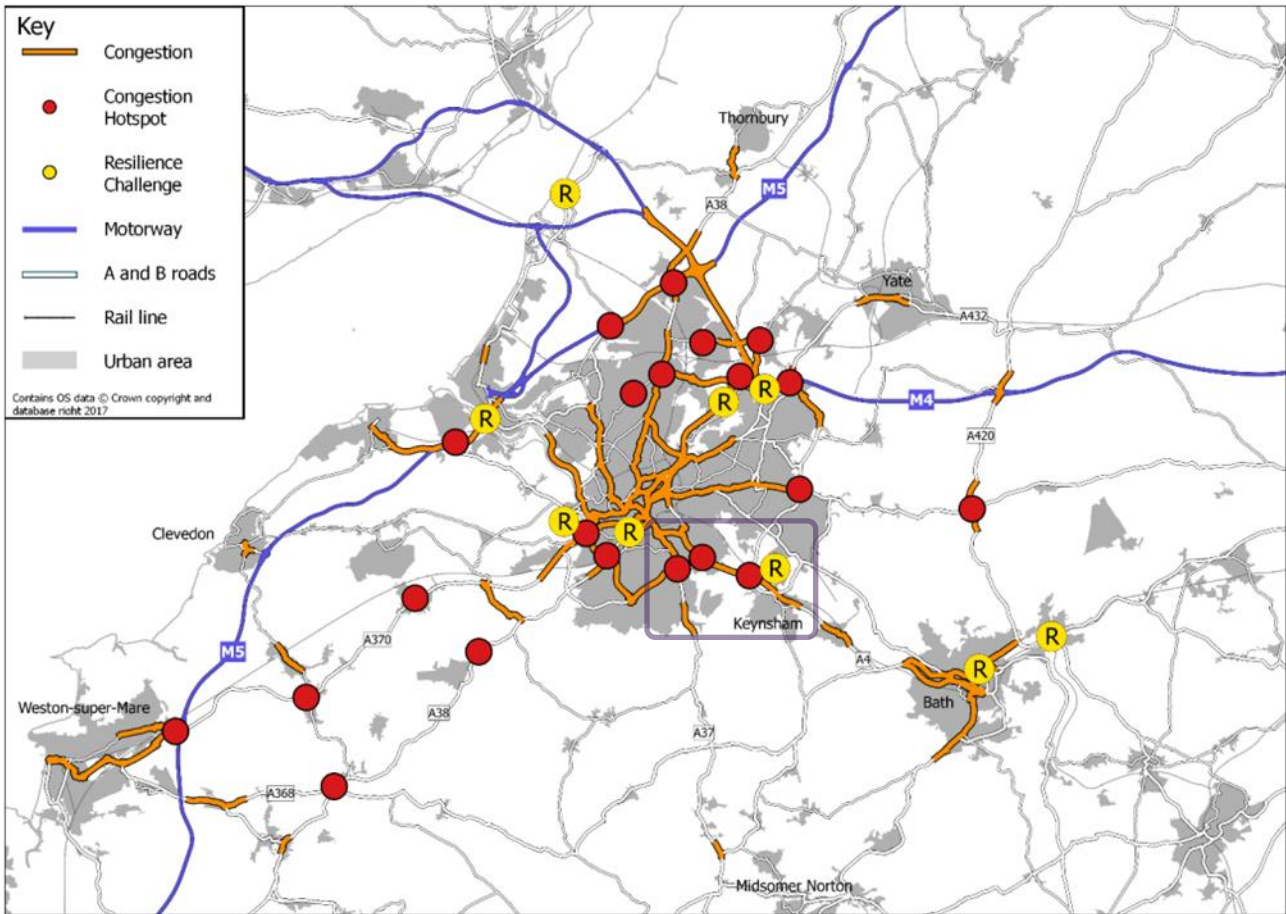 Key
Congestion
Congestion
Hotspot
Resilience
Challenge
Motorway
A and B roads
Rail line
Urban area
Contains OS data © Crown copyright and
database right 2017
Thornbury
R
M5
A38
Yate
A432
R
R
M4
R
A420
Clevedon
R
R
R
Keynsham
A370
R
A4
M5
R
Weston-super-Mare
Bath
A38
A37
A368
Midsomer Norton